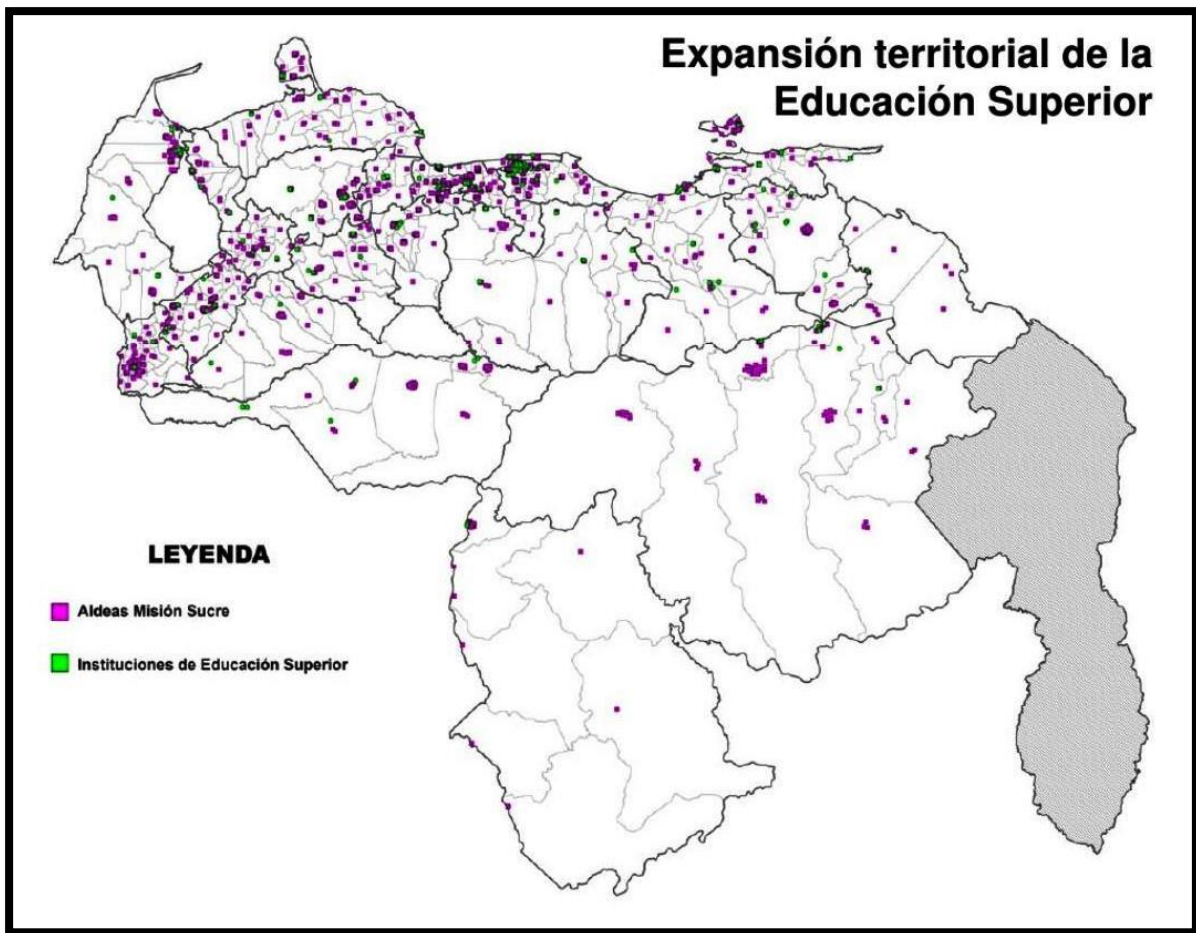 Expansión territorial de la
Educación Superior
LEYENDA
Aldeas Misión Sucre
Instituciones de Educación Superior